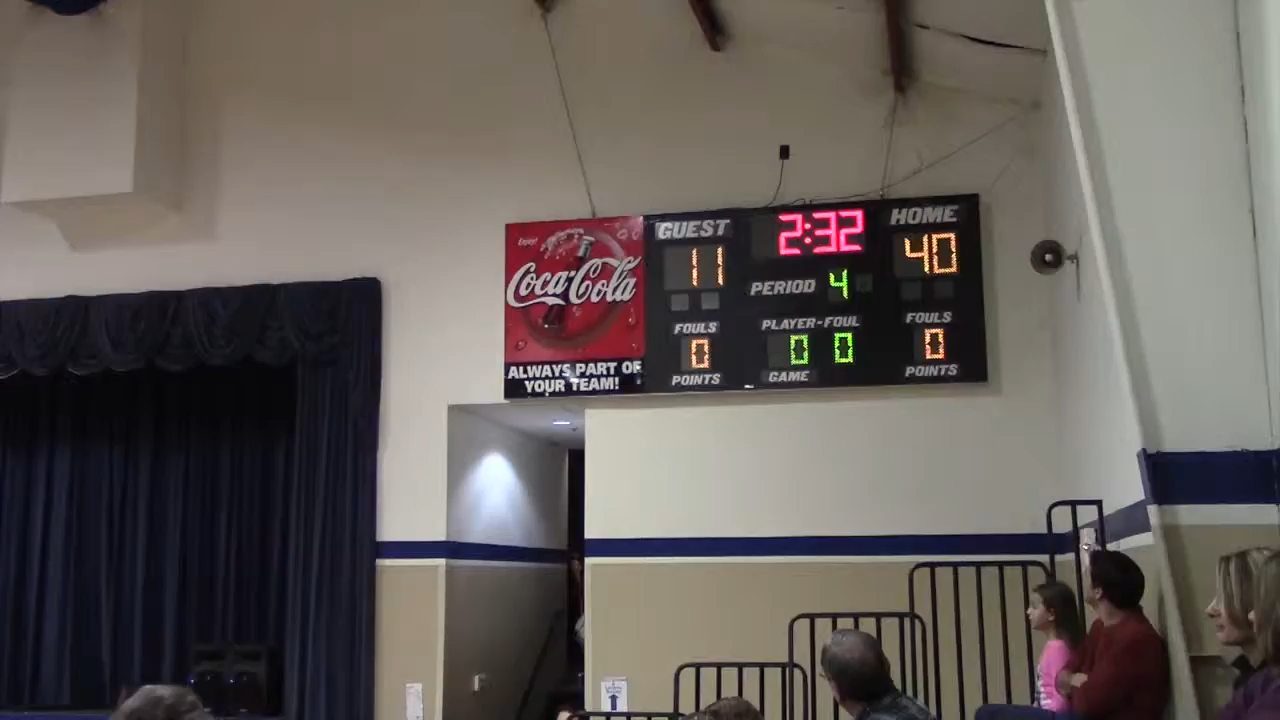 Enjoy!
Coca-Cola
ALWAYS PART OF
YOUR TEAM!
GUEST 2:32 HOME
11 40
PERIOD 4
FOULS PLAYER-FOUL FOULS
0 0 0 0
POINTS GAME POINTS